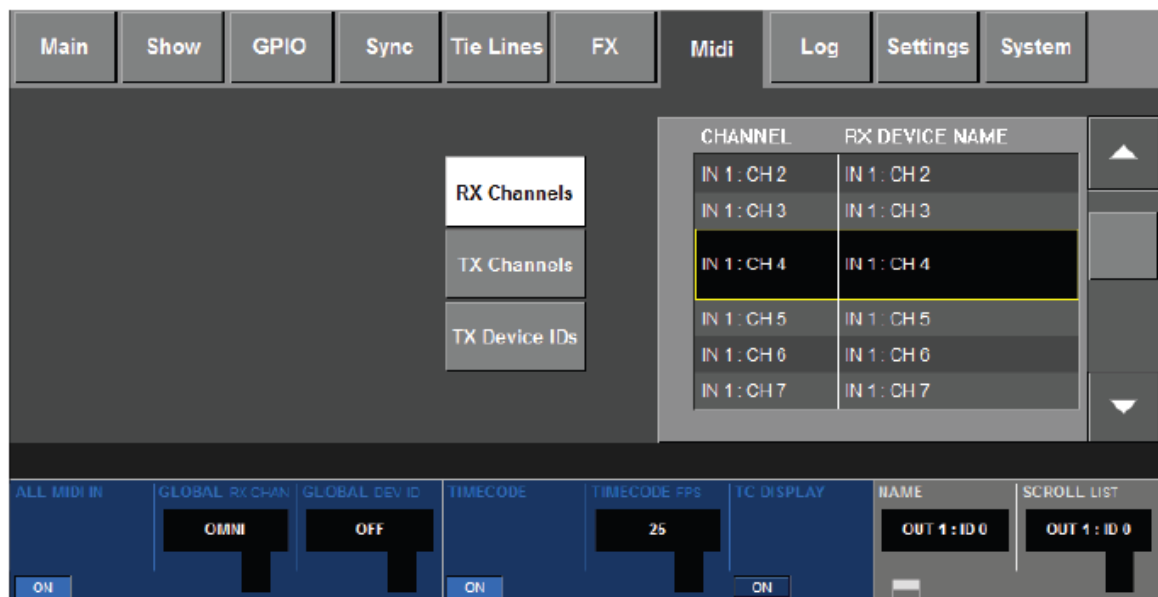 Main Show GPIO Sync Tie Lines FX Midi Log Settings System
CHANNEL RX DEVICE NAME
IN 1 : CH 2 IN 1 : CH 2
RX Channels
IN 1 : CH 3 IN 1 : CH 3
TX Channels
IN 1 : CH 4 IN 1 : CH 4
IN 1 : CH 5 IN 1 : CH 5
TX Device IDs
IN 1 : CH 6 IN 1 : CH 6
IN 1 : CH 7 IN 1 : CH 7
ALL MIDI IN GLOBAL RX CHAN GLOBAL DEV ID TIMECODE TIMECODE FPS TC DISPLAY NAME SCROLL LIST
OMNI OFF 25 OUT 1 : ID 0 OUT 1 : ID 0
ON ON ON